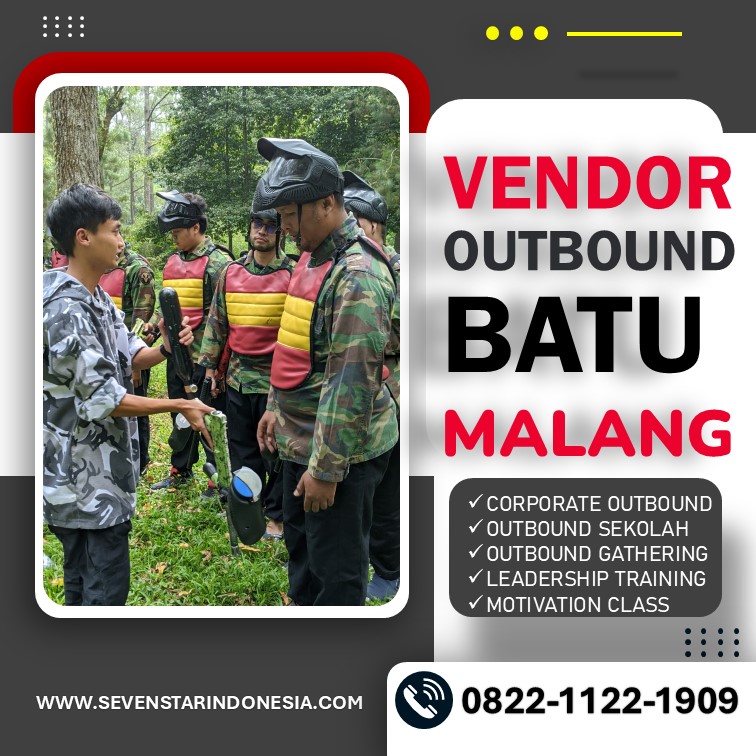 VENDOR
OUTBOUND
BATU
MALANG
✓ CORPORATE OUTBOUND
✓ OUTBOUND SEKOLAH
✓ OUTBOUND GATHERING
✓ LEADERSHIP TRAINING
✓ MOTIVATION CLASS
WWW.SEVENSTARINDONESIA.COM
0822-1122-1909